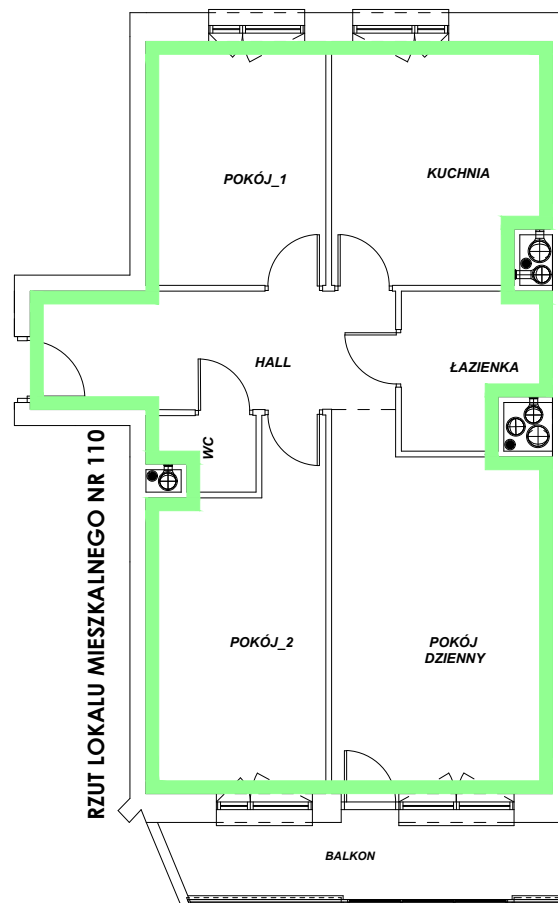 POKÓJ_1
KUCHNIA
HALL
ŁAZIENKA
WC
RZUT LOKALU MIESZKALNEGO NR 110
POKÓJ_2
POKÓJ
DZIENNY
BALKON